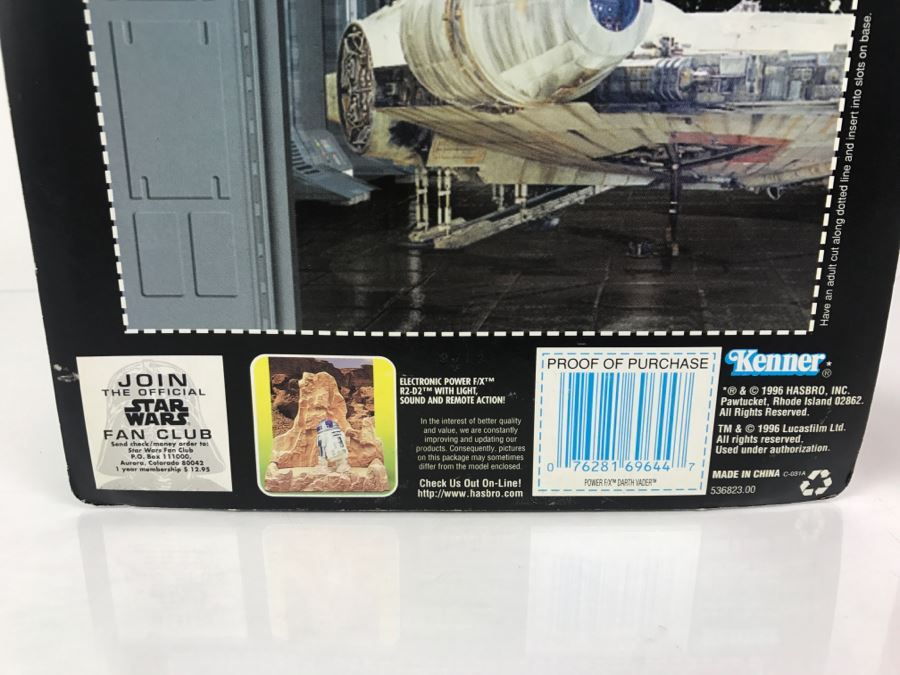 Have an adult cut along dotted line and insert into slots on base.
JOIN
THE OFFICIAL
STAR
WARS
FAN CLUB
Send check/money order to:
Star Wars Fan Club
P.O. Box 111000,
Aurora, Colorado 80042
1 year membership $12.95
ELECTRONIC POWER F/X™
R2-D2™ WITH LIGHT,
SOUND AND REMOTE ACTION!
In the interest of better quality
and value, we are constantly
improving and updating our
products. Consequently, pictures
on this package may sometimes
differ from the model enclosed.
Check Us Out On-Line!
http://www.hasbro.com
PROOF OF PURCHASE
0 76281 69644 7
POWER F/X™ DARTH VADER™
Kenner®
*® & © 1996 HASBRO, INC.
Pawtucket, Rhode Island 02862.
All Rights Reserved.
TM & © 1996 Lucasfilm Ltd.
All rights reserved.
Used under authorization.
MADE IN CHINA C-031A
536823.00